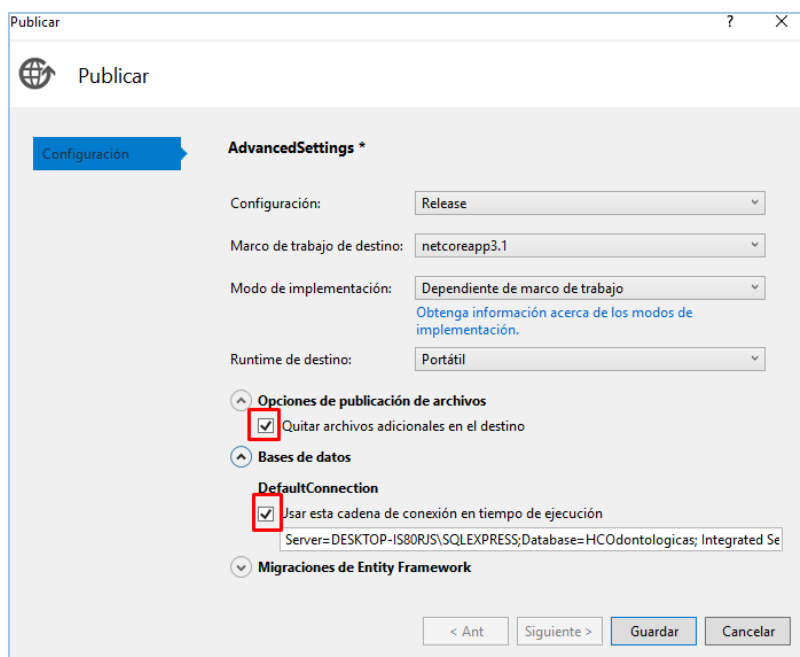 Publicar
?
Publicar
Configuración
AdvancedSettings *
Configuración: Release
Marco de trabajo de destino: netcoreapp3.1
Modo de implementación: Dependiente de marco de trabajo
Obtenga información acerca de los modos de
implementación.
Runtime de destino: Portátil
Opciones de publicación de archivos
Quitar archivos adicionales en el destino
Bases de datos
DefaultConnection
Usar esta cadena de conexión en tiempo de ejecución
Server=DESKTOP-IS80RJS\SQLEXPRESS;Database=HCOdontologicas; Integrated Se
Migraciones de Entity Framework
< Ant Siguiente > Guardar Cancelar